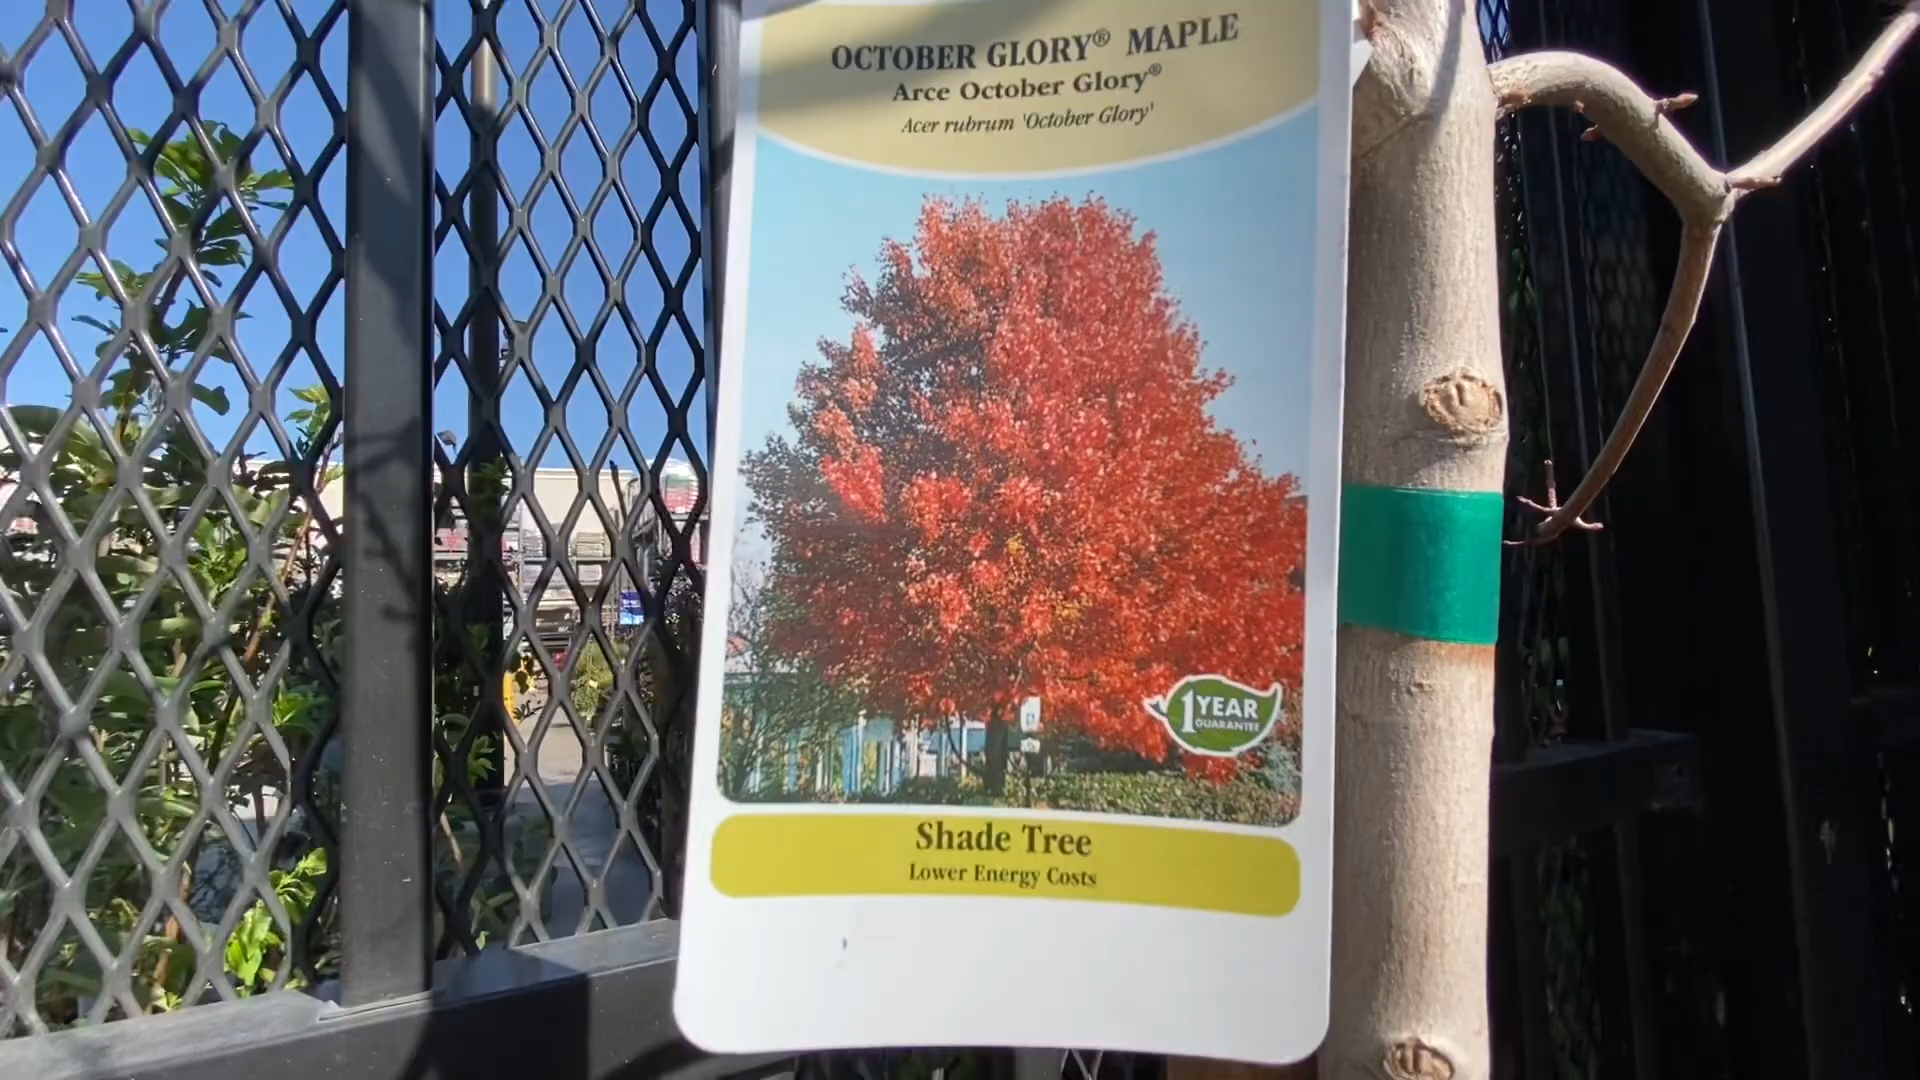 OCTOBER GLORY® MAPLE
Arce October Glory®
Acer rubrum 'October Glory'
1 YEAR
GUARANTEE
Shade Tree
Lower Energy Costs